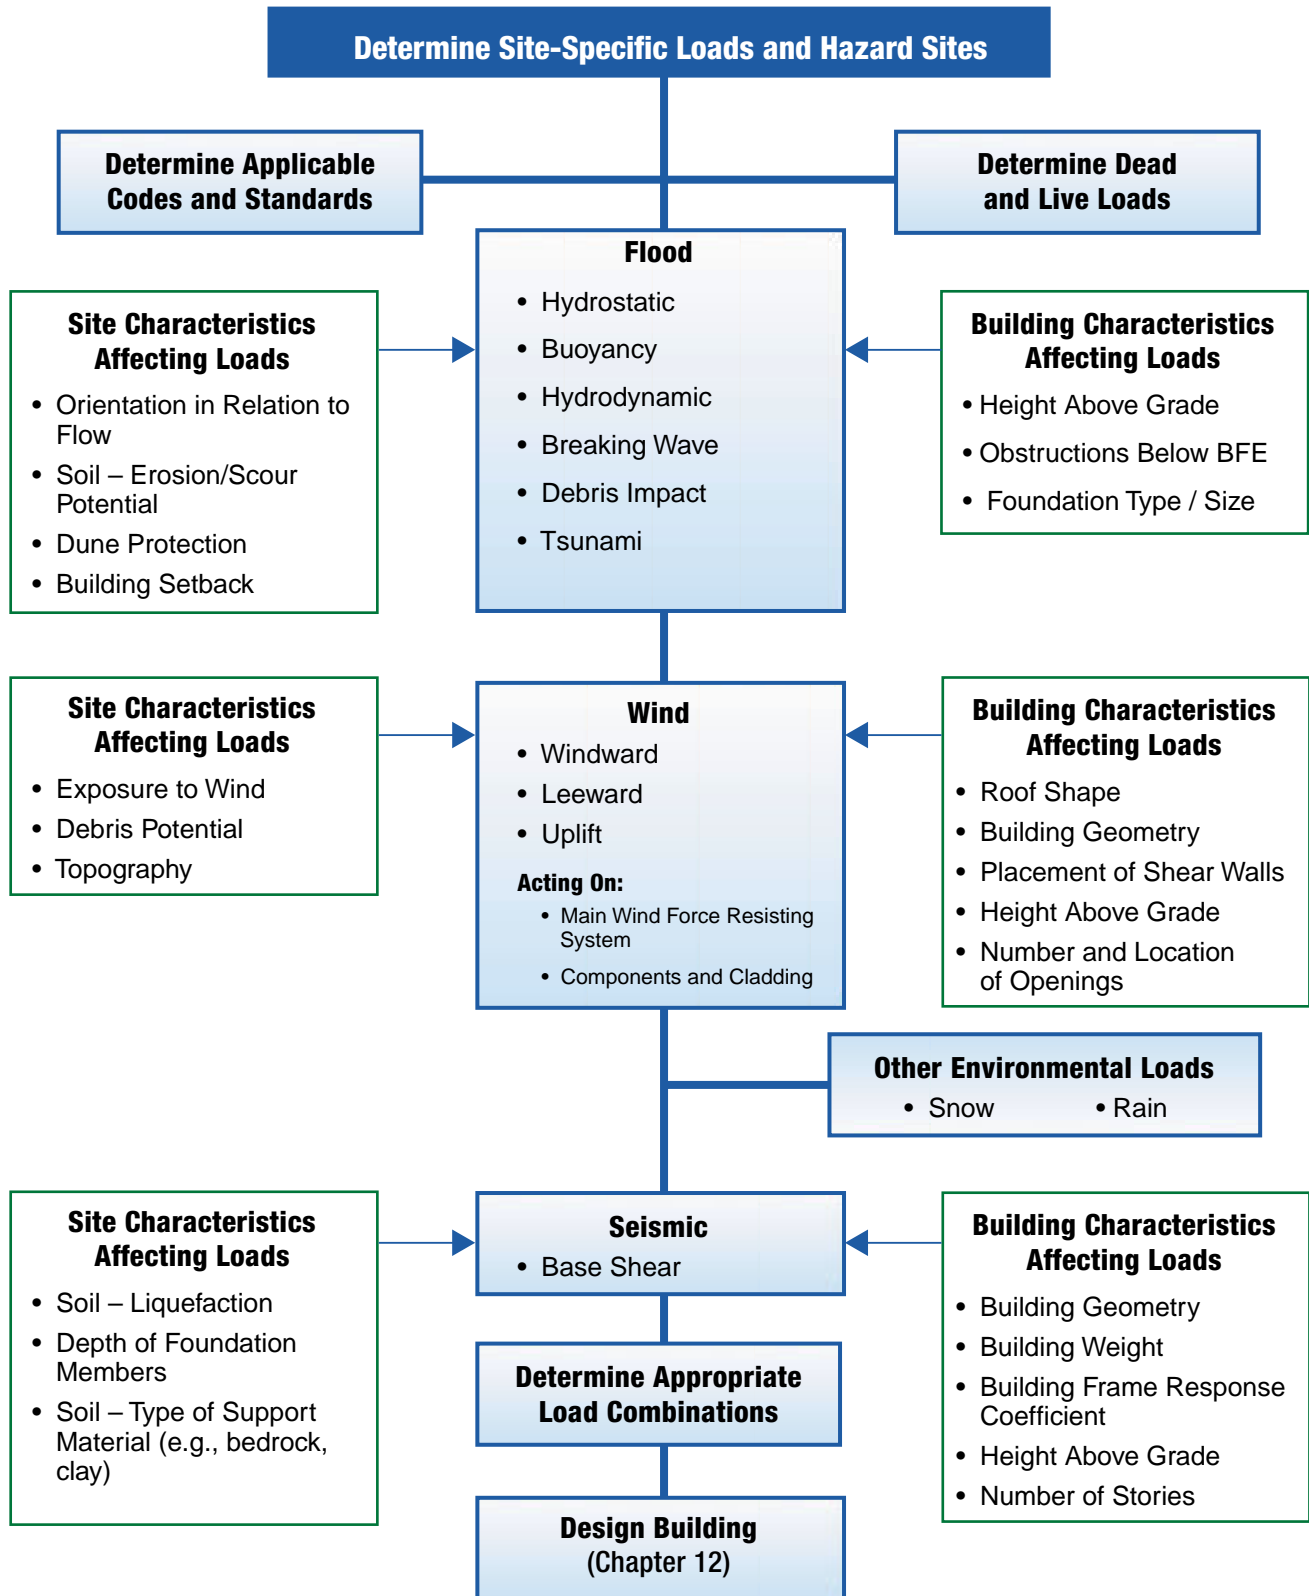 Determine Site-Specific Loads and Hazard Sites
Determine Applicable
Codes and Standards
Determine Dead
and Live Loads
Flood
• Hydrostatic
• Buoyancy
• Hydrodynamic
• Breaking Wave
• Debris Impact
• Tsunami
Site Characteristics
Affecting Loads
• Orientation in Relation to
Flow
• Soil – Erosion/Scour
Potential
• Dune Protection
• Building Setback
Building Characteristics
Affecting Loads
• Height Above Grade
• Obstructions Below BFE
• Foundation Type / Size
Site Characteristics
Affecting Loads
• Exposure to Wind
• Debris Potential
• Topography
Wind
• Windward
• Leeward
• Uplift
Acting On:
• Main Wind Force Resisting
System
• Components and Cladding
Building Characteristics
Affecting Loads
• Roof Shape
• Building Geometry
• Placement of Shear Walls
• Height Above Grade
• Number and Location
of Openings
Other Environmental Loads
• Snow • Rain
Site Characteristics
Affecting Loads
• Soil – Liquefaction
• Depth of Foundation
Members
• Soil – Type of Support
Material (e.g., bedrock,
clay)
Seismic
• Base Shear
Building Characteristics
Affecting Loads
• Building Geometry
• Building Weight
• Building Frame Response
Coefficient
• Height Above Grade
• Number of Stories
Determine Appropriate
Load Combinations
Design Building
(Chapter 12)